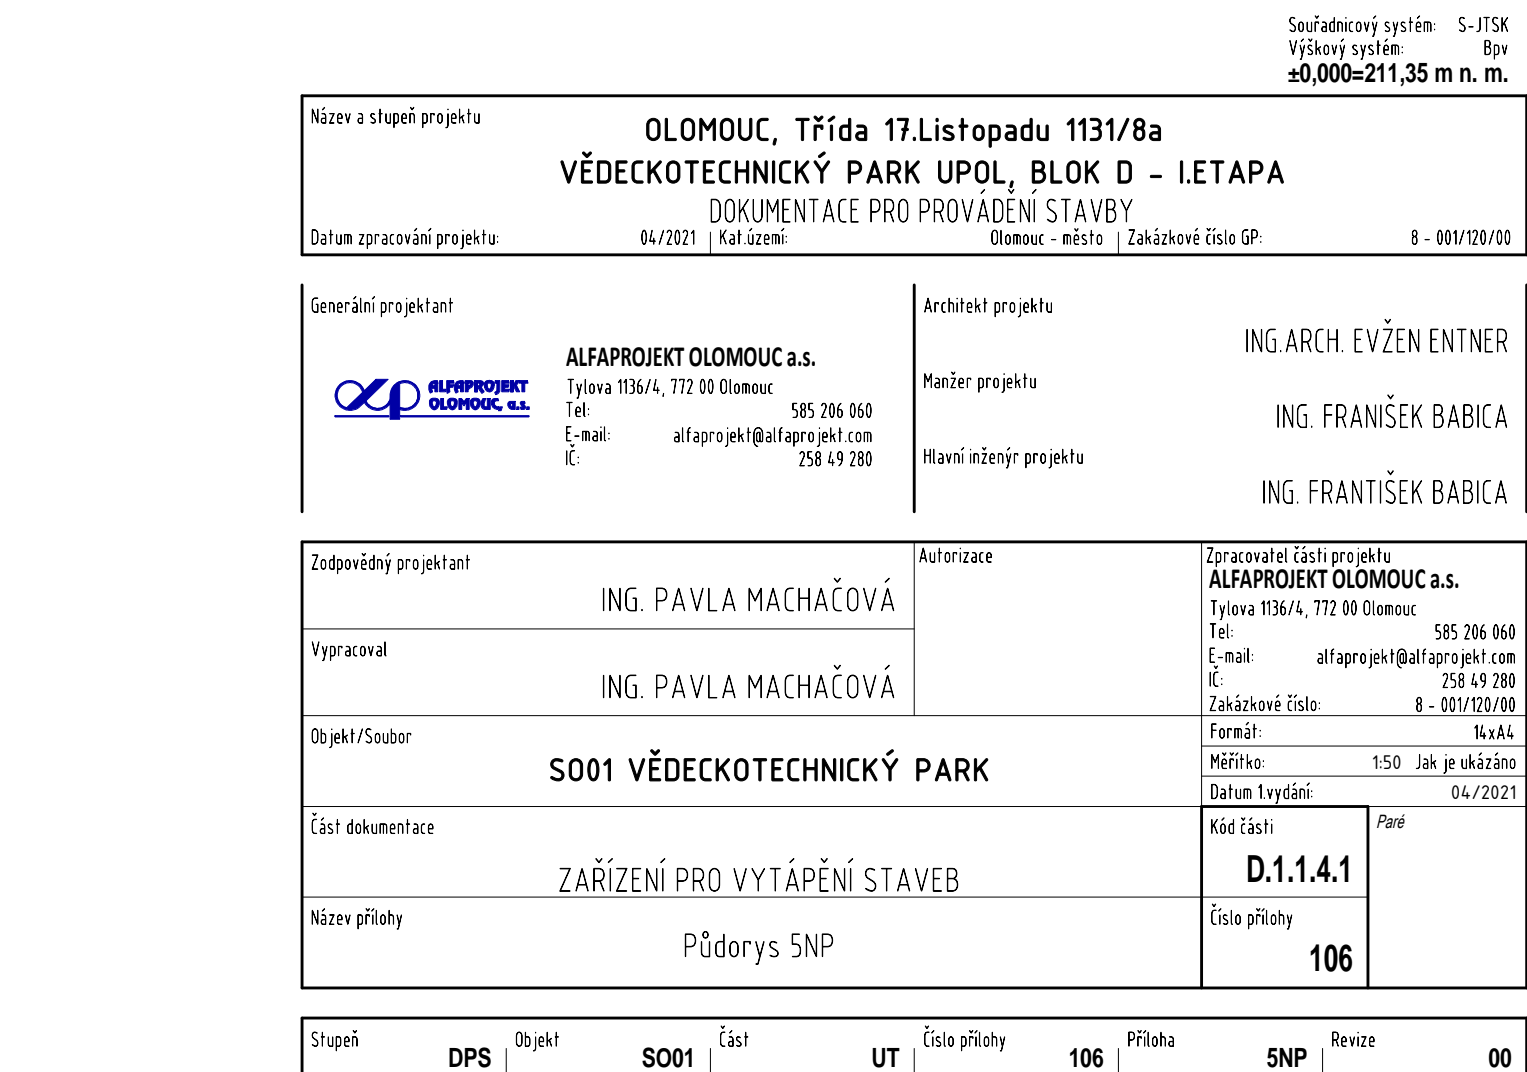 Souřadnicový systém: S-JTSK
Výškový systém: Bpv
±0,000=211,35 m n. m.
Název a stupeň projektu
OLOMOUC, Třída 17.Listopadu 1131/8a
VĚDECKOTECHNICKÝ PARK UPOL, BLOK D - I.ETAPA
DOKUMENTACE PRO PROVÁDĚNÍ STAVBY
Datum zpracování projektu: 04/2021 Kat.území: Olomouc - město Zakázkové číslo GP: 8 - 001/120/00
Generální projektant
ALFAPROJEKT OLOMOUC, a.s.
ALFAPROJEKT OLOMOUC a.s.
Tylova 1136/4, 772 00 Olomouc
Tel: 585 206 060
E-mail: alfaprojekt@alfaprojekt.com
IČ: 258 49 280
Architekt projektu
ING.ARCH. EVŽEN ENTNER
Manžer projektu
ING. FRANIŠEK BABICA
Hlavní inženýr projektu
ING. FRANTIŠEK BABICA
Zodpovědný projektant
ING. PAVLA MACHAČOVÁ
Vypracoval
ING. PAVLA MACHAČOVÁ
Autorizace
Zpracovatel části projektu
ALFAPROJEKT OLOMOUC a.s.
Tylova 1136/4, 772 00 Olomouc
Tel: 585 206 060
E-mail: alfaprojekt@alfaprojekt.com
IČ: 258 49 280
Zakázkové číslo: 8 - 001/120/00
Objekt/Soubor
SO01 VĚDECKOTECHNICKÝ PARK
Formát: 14xA4
Měřítko: 1:50 Jak je ukázáno
Datum 1.vydání: 04/2021
Část dokumentace
ZAŘÍZENÍ PRO VYTÁPĚNÍ STAVEB
Kód části
D.1.1.4.1
Paré
Název přílohy
Půdorys 5NP
Číslo přílohy
106
Stupeň DPS Objekt SO01 Část UT Číslo přílohy 106 Příloha 5NP Revize 00